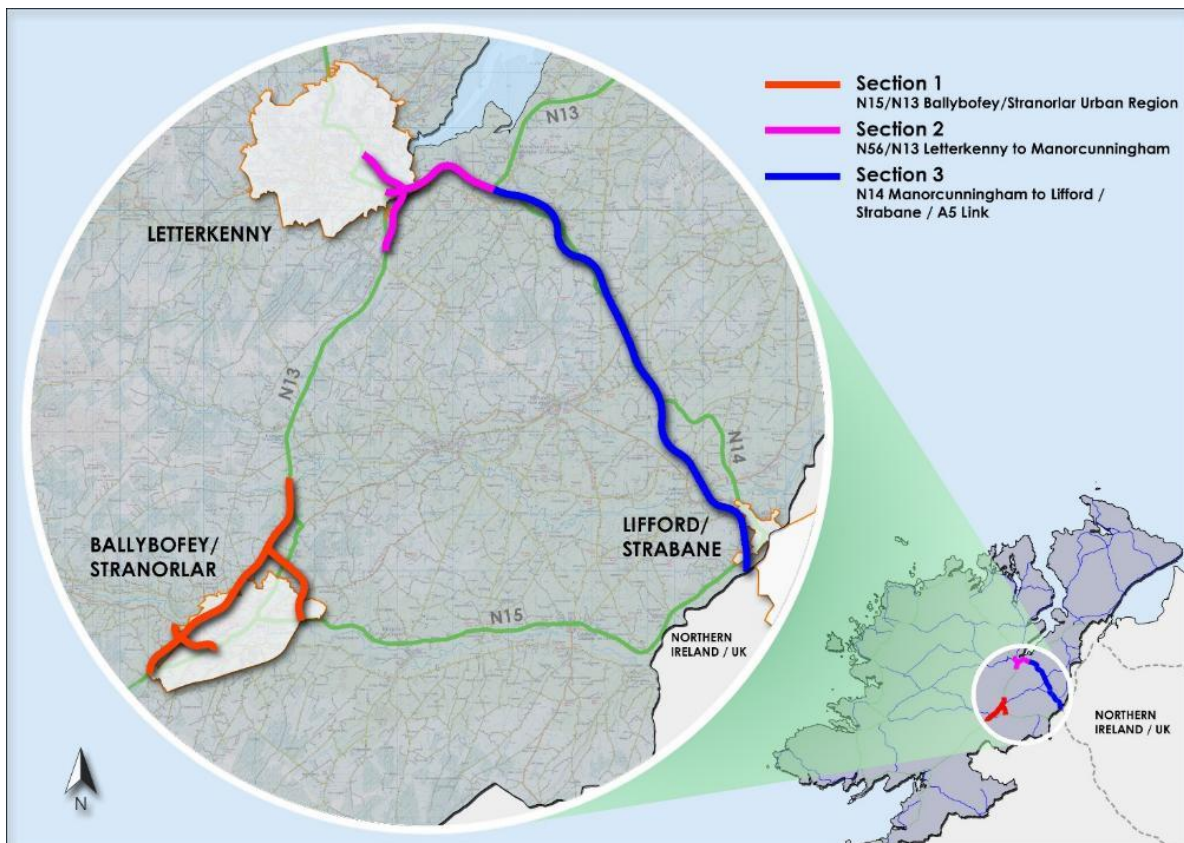 Section 1
N15/N13 Ballybofey/Stranorlar Urban Region
Section 2
N56/N13 Letterkenny to Manorcunningham
Section 3
N14 Manorcunningham to Lifford /
Strabane / A5 Link
N13
LETTERKENNY
N13
N14
LIFFORD/
STRABANE
BALLYBOFEY/
STRANORLAR
N15
NORTHERN
IRELAND / UK
NORTHERN
IRELAND / UK
N